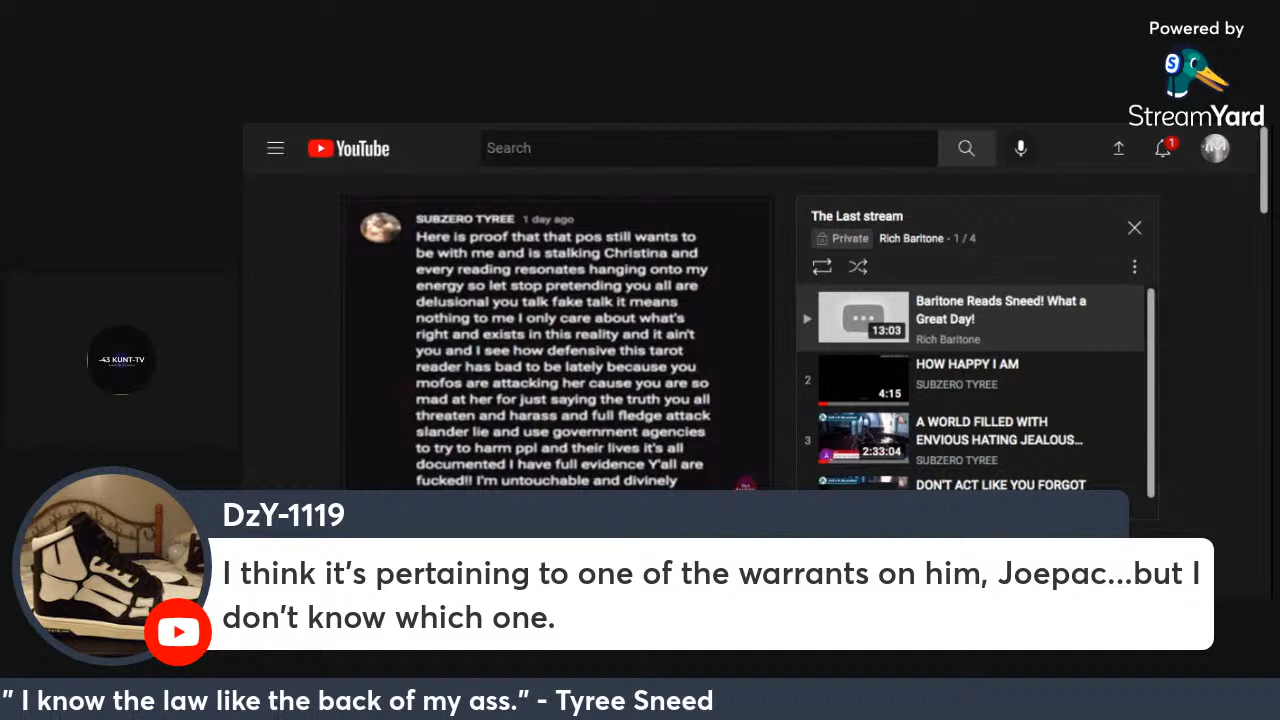 Powered by
S
StreamYard
YouTube
Search
1
SUBZERO TYREE 1 day ago
Here is proof that that pos still wants to
be with me and is stalking Christina and
every reading resonates hanging onto my
energy so let stop pretending you all are
delusional you talk fake talk it means
nothing to me I only care about what's
right and exists in this reality and it ain't
you and I see how defensive this tarot
reader has bad to be lately because you
mofos are attacking her cause you are so
mad at her for just saying the truth you all
threaten and harass and full fledge attack
slander lie and use government agencies
to try to harm ppl and their lives it's all
documented I have full evidence Y'all are
fucked!! I'm untouchable and divinely
The Last stream
Private Rich Baritone - 1 / 4
13:03
Baritone Reads Sneed! What a
Great Day!
Rich Baritone
2
4:15
HOW HAPPY I AM
SUBZERO TYREE
3
2:33:04
A WORLD FILLED WITH
ENVIOUS HATING JEALOUS...
SUBZERO TYREE
DON'T ACT LIKE YOU FORGOT
-43 KUNT-TV
DzY-1119
I think it's pertaining to one of the warrants on him, Joepac...but I
don't know which one.
" I know the law like the back of my ass." - Tyree Sneed